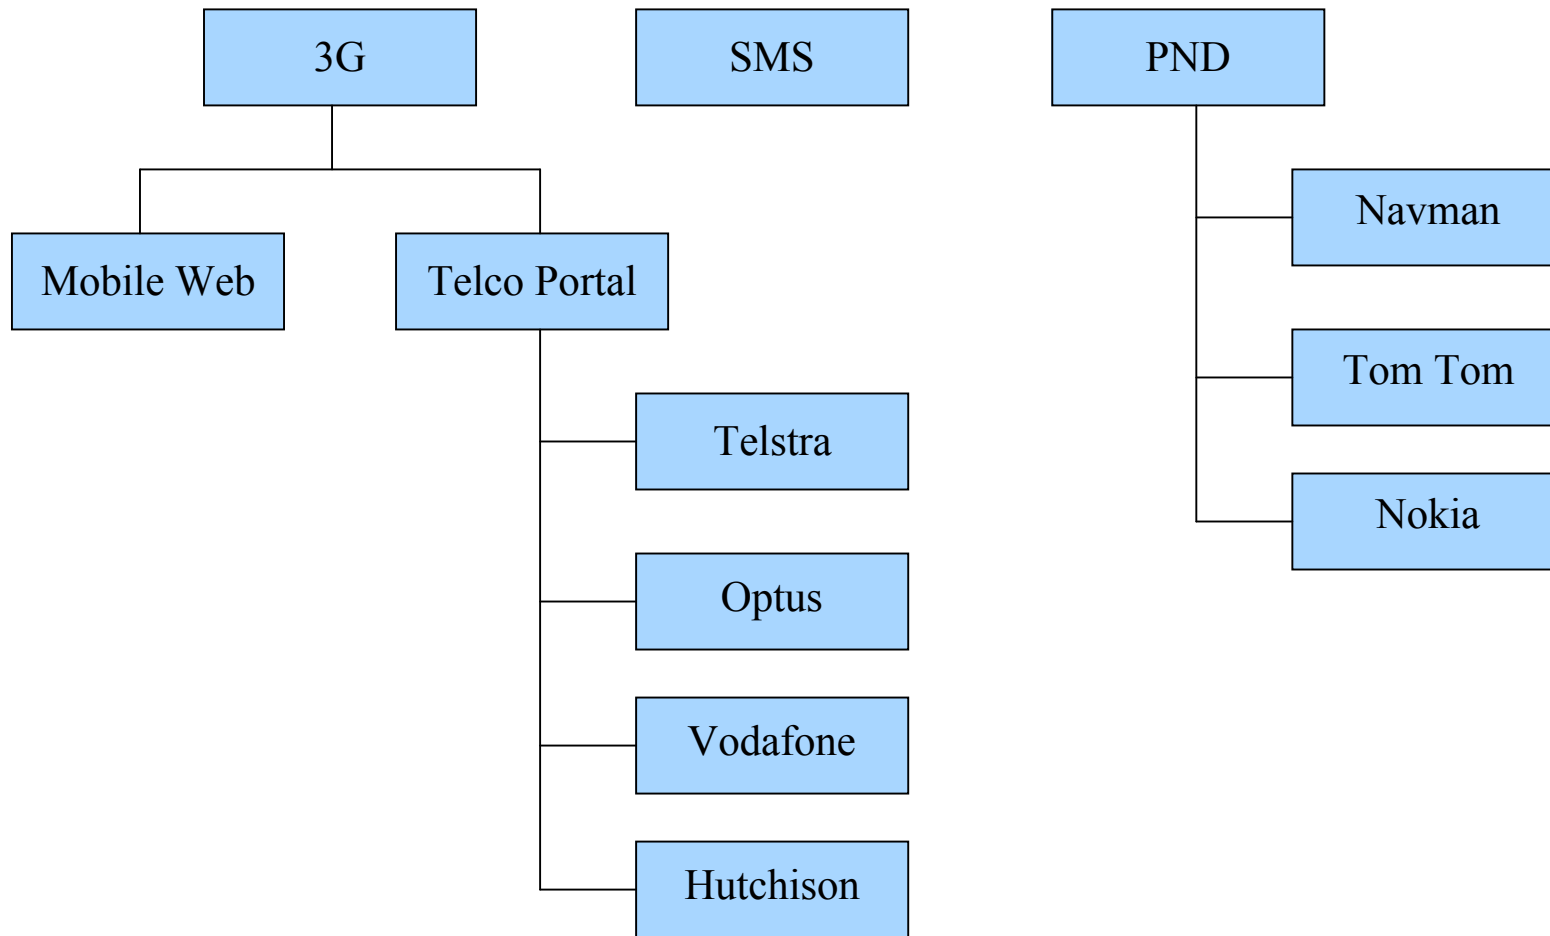 3G
SMS
PND
Navman
Mobile Web
Telco Portal
Tom Tom
Telstra
Nokia
Optus
Vodafone
Hutchison